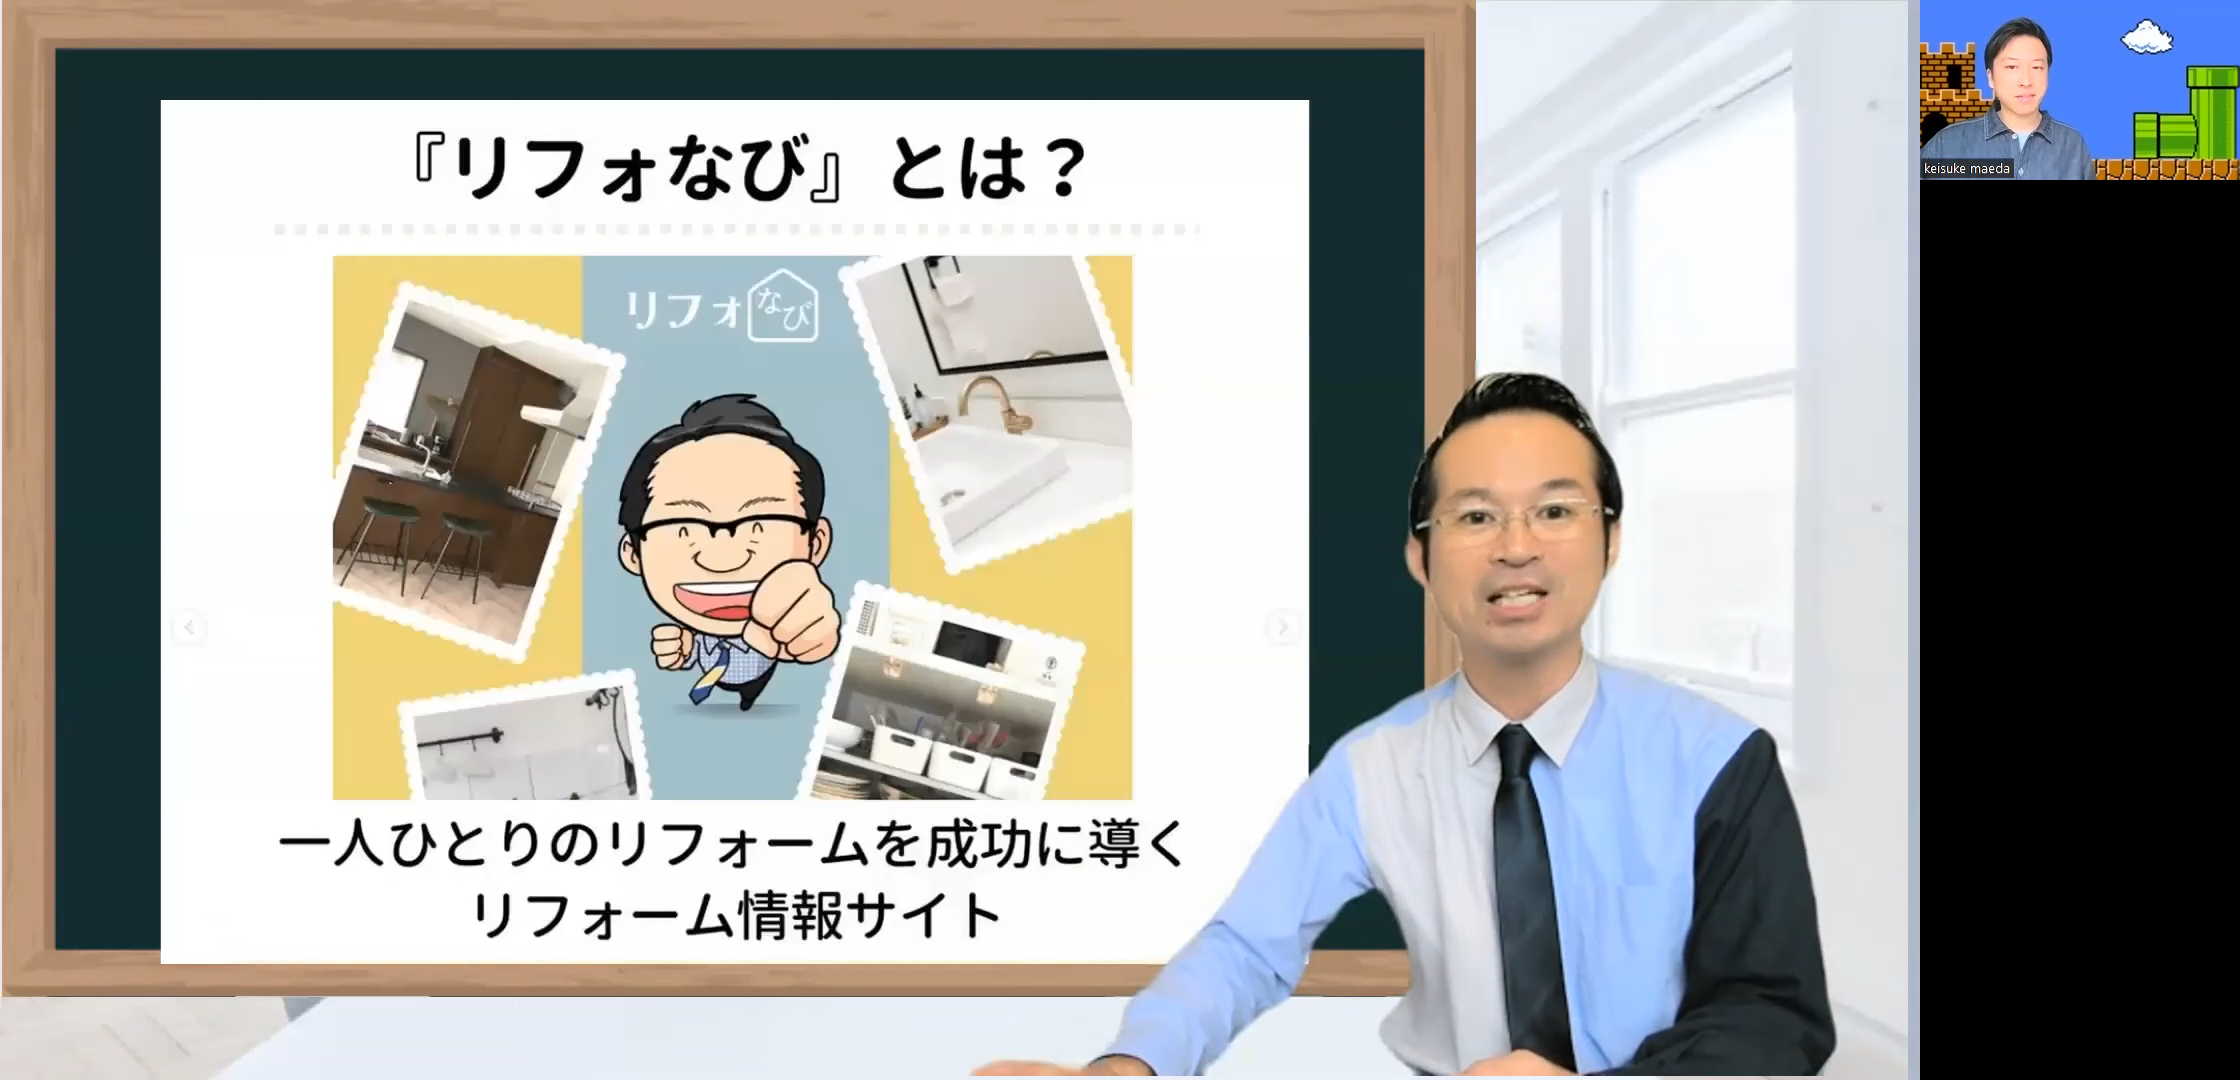 『リフォなび』とは？
リフォなび
一人ひとりのリフォームを成功に導く
リフォーム情報サイト
keisuke maeda